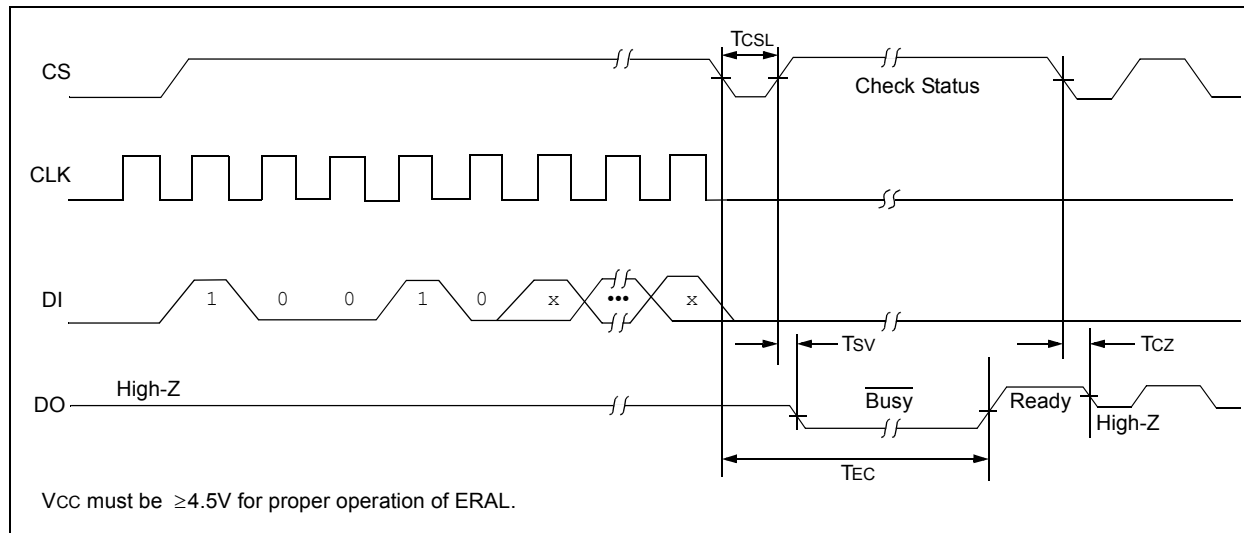 TCSL
CS
Check Status
CLK
DI
1 0 0 1 0 x ••• x
TSV
TCZ
High-Z
DO
Busy
Ready
High-Z
TEC
VCC must be ≥4.5V for proper operation of ERAL.